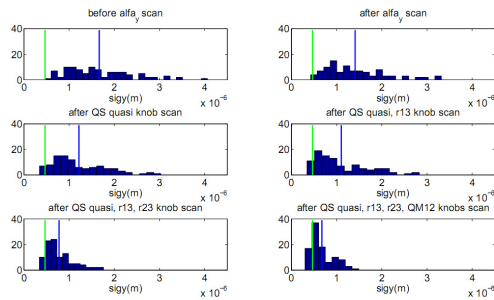 before alfa_y scan
40
20
0
0 1 2 3 4
sigy(m) x 10^-6
after alfa_y scan
40
20
0
0 1 2 3 4
sigy(m) x 10^-6
after QS quasi knob scan
40
20
0
0 1 2 3 4
sigy(m) x 10^-6
after QS quasi, r13 knob scan
40
20
0
0 1 2 3 4
sigy(m) x 10^-6
after QS quasi, r13, r23 knob scan
40
20
0
0 1 2 3 4
sigy(m) x 10^-6
after QS quasi, r13, r23, QM12 knobs scan
40
20
0
0 1 2 3 4
sigy(m) x 10^-6